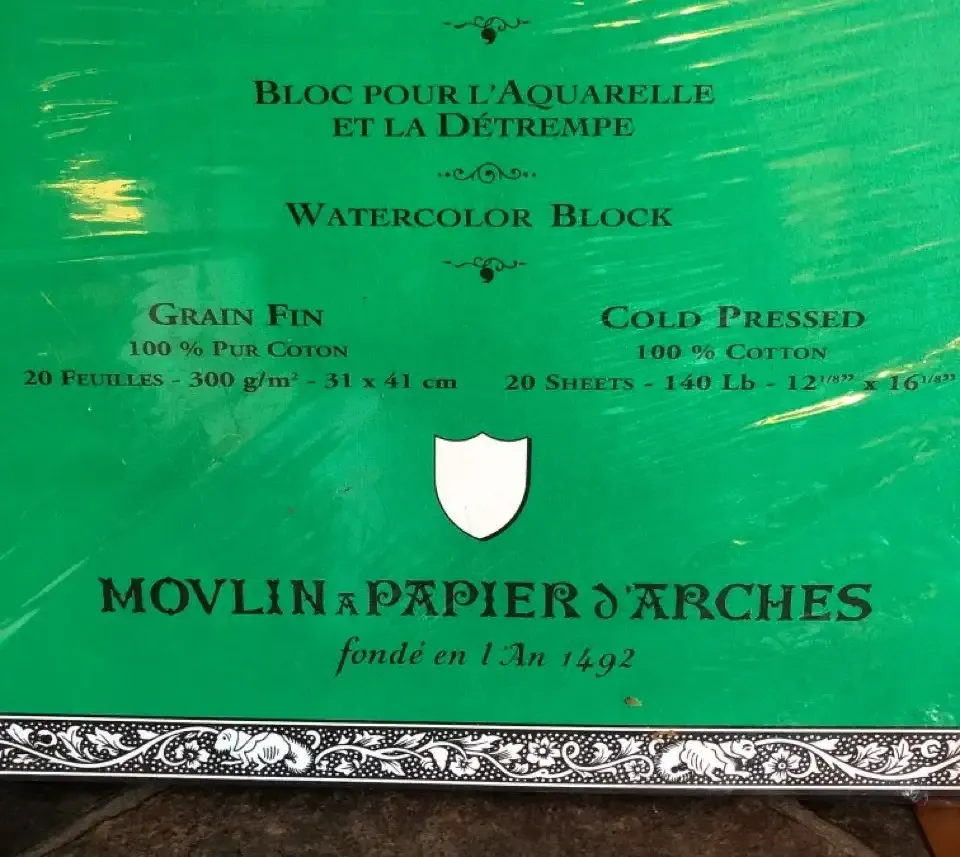 BLOC POUR L'AQUARELLE
ET LA DÉTREMPE
WATERCOLOR BLOCK
GRAIN FIN
100 % PUR COTON
20 FEUILLES - 300 g/m² - 31 x 41 cm
COLD PRESSED
100 % COTTON
20 SHEETS - 140 Lb - 12 1/8" x 16 1/8"
MOVLIN A PAPIER d'ARCHES
fondé en l'An 1492